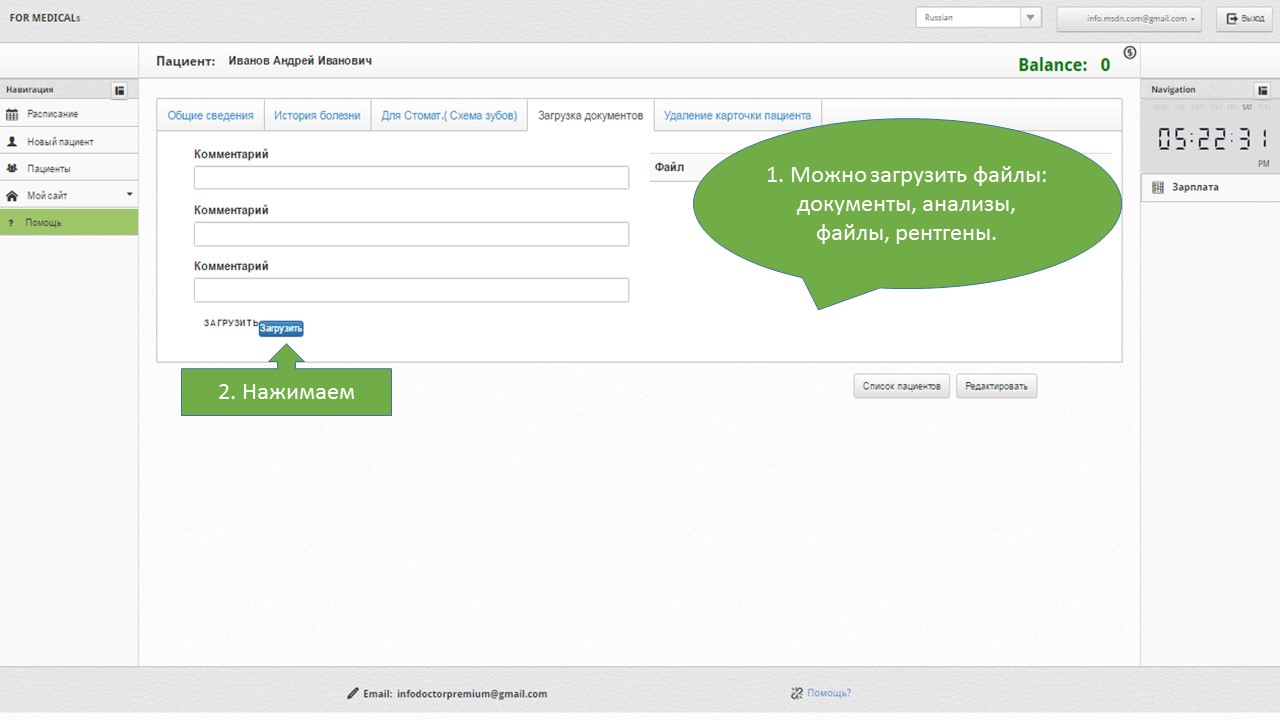 FOR MEDICALs
Russian
info.msdn.com@gmail.com
Выход
Пациент: Иванов Андрей Иванович
Balance: 0
Навигация
Расписание
Новый пациент
Пациенты
Мой сайт
? Помощь
Общие сведения
История болезни
Для Стомат.( Схема зубов)
Загрузка документов
Удаление карточки пациента
Комментарий
Комментарий
Комментарий
ЗАГРУЗИТЬ
Загрузить
Файл
1. Можно загрузить файлы:
документы, анализы,
файлы, рентгены.
2. Нажимаем
Список пациентов
Редактировать
Navigation
MON TUE WED THU FRI SAT SUN
05:22:31
PM
Зарплата
Email: infodoctorpremium@gmail.com
Помощь?